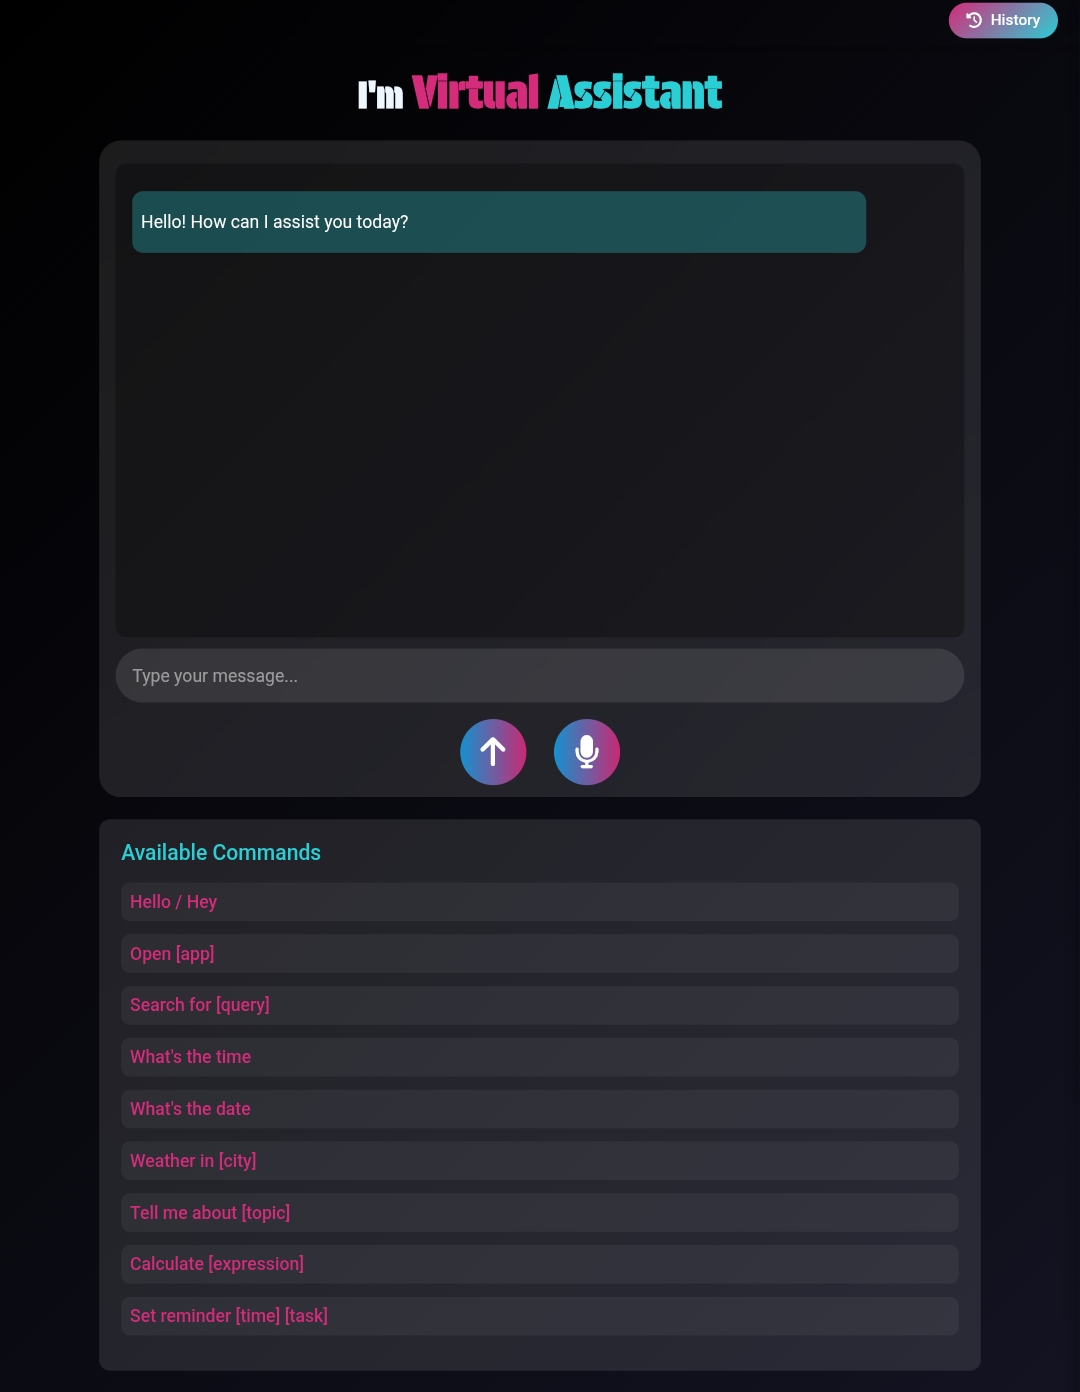 History
I'm Virtual Assistant
Hello! How can I assist you today?
Type your message...
Available Commands
Hello / Hey
Open [app]
Search for [query]
What's the time
What's the date
Weather in [city]
Tell me about [topic]
Calculate [expression]
Set reminder [time] [task]